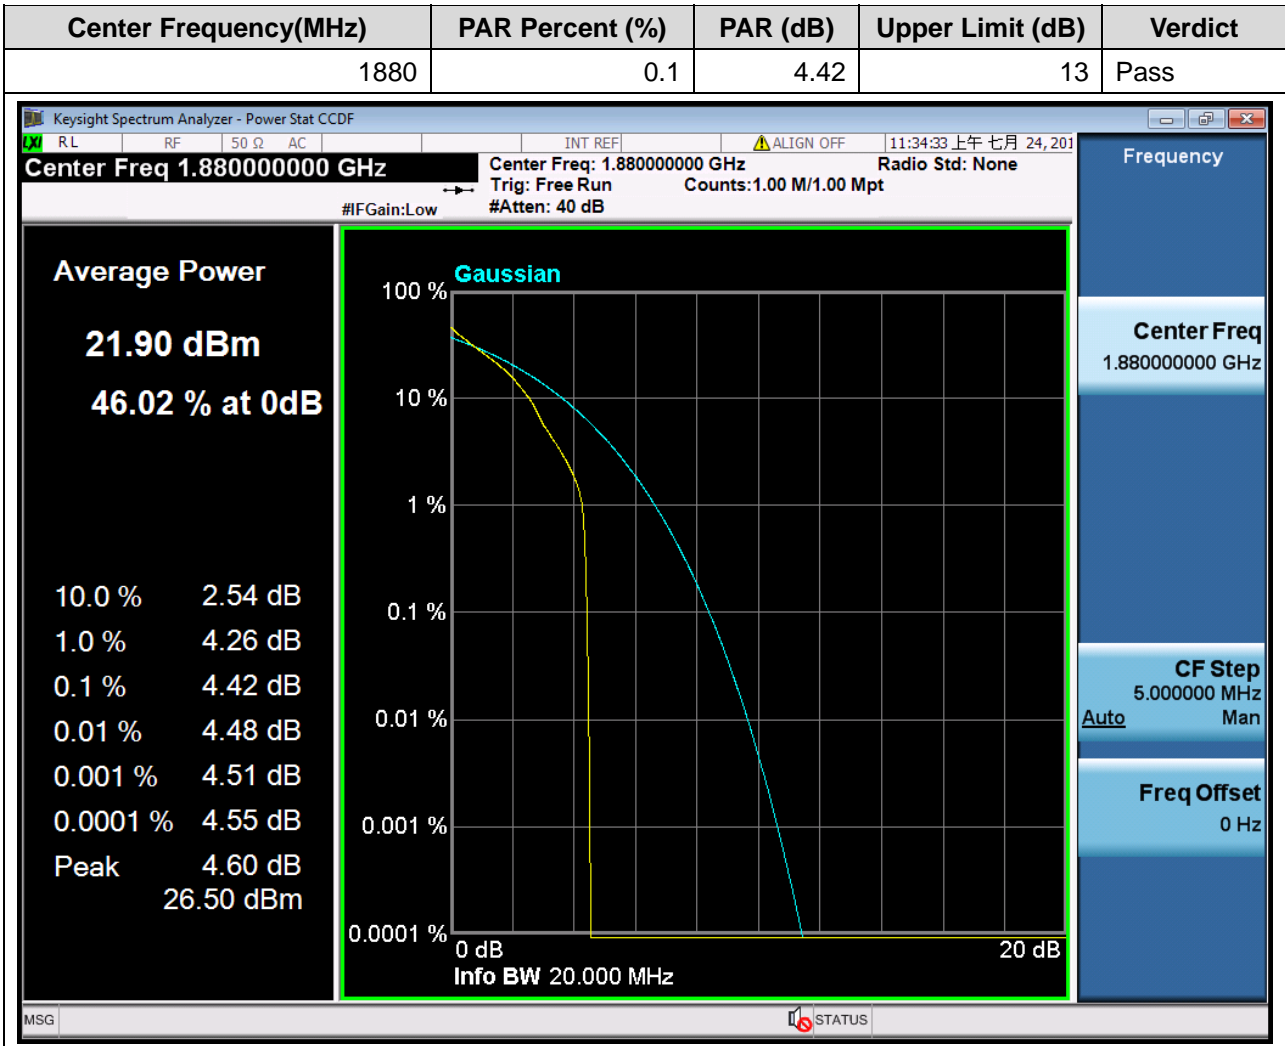 Center Frequency(MHz) PAR Percent (%) PAR (dB) Upper Limit (dB) Verdict
1880 0.1 4.42 13 Pass
Keysight Spectrum Analyzer - Power Stat CCDF
LXI RL RF 50 Ω AC INT REF ALIGN OFF 11:34:33 上午 七月 24, 201
Center Freq 1.880000000 GHz
#IFGain:Low
Center Freq: 1.880000000 GHz Radio Std: None
Trig: Free Run Counts:1.00 M/1.00 Mpt
#Atten: 40 dB
Average Power
21.90 dBm
46.02 % at 0dB
10.0 % 2.54 dB
1.0 % 4.26 dB
0.1 % 4.42 dB
0.01 % 4.48 dB
0.001 % 4.51 dB
0.0001 % 4.55 dB
Peak 4.60 dB
26.50 dBm
Gaussian
100 %
10 %
1 %
0.1 %
0.01 %
0.001 %
0.0001 %
0 dB 20 dB
Info BW 20.000 MHz
Frequency
Center Freq
1.880000000 GHz
CF Step
5.000000 MHz
Auto Man
Freq Offset
0 Hz
MSG STATUS